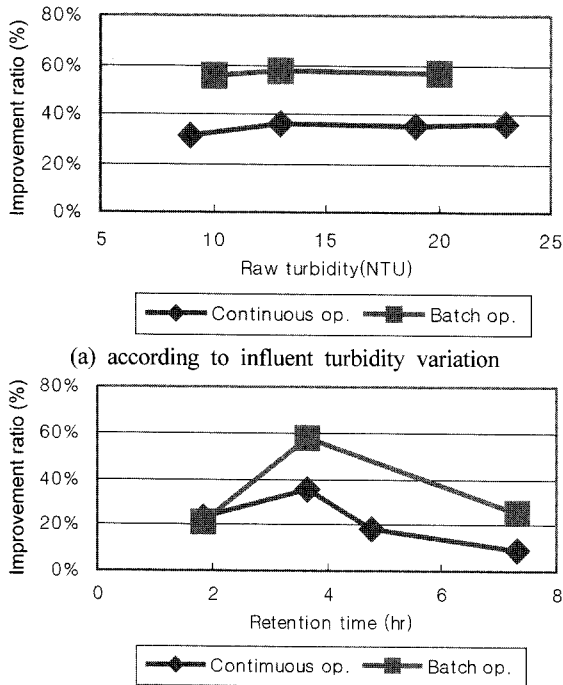 Improvement ratio (%)
80%
60%
40%
20%
0%
5 10 15 20 25
Raw turbidity(NTU)
Continuous op. Batch op.
(a) according to influent turbidity variation
Improvement ratio (%)
80%
60%
40%
20%
0%
0 2 4 6 8
Retention time (hr)
Contimuous op. Batch op.